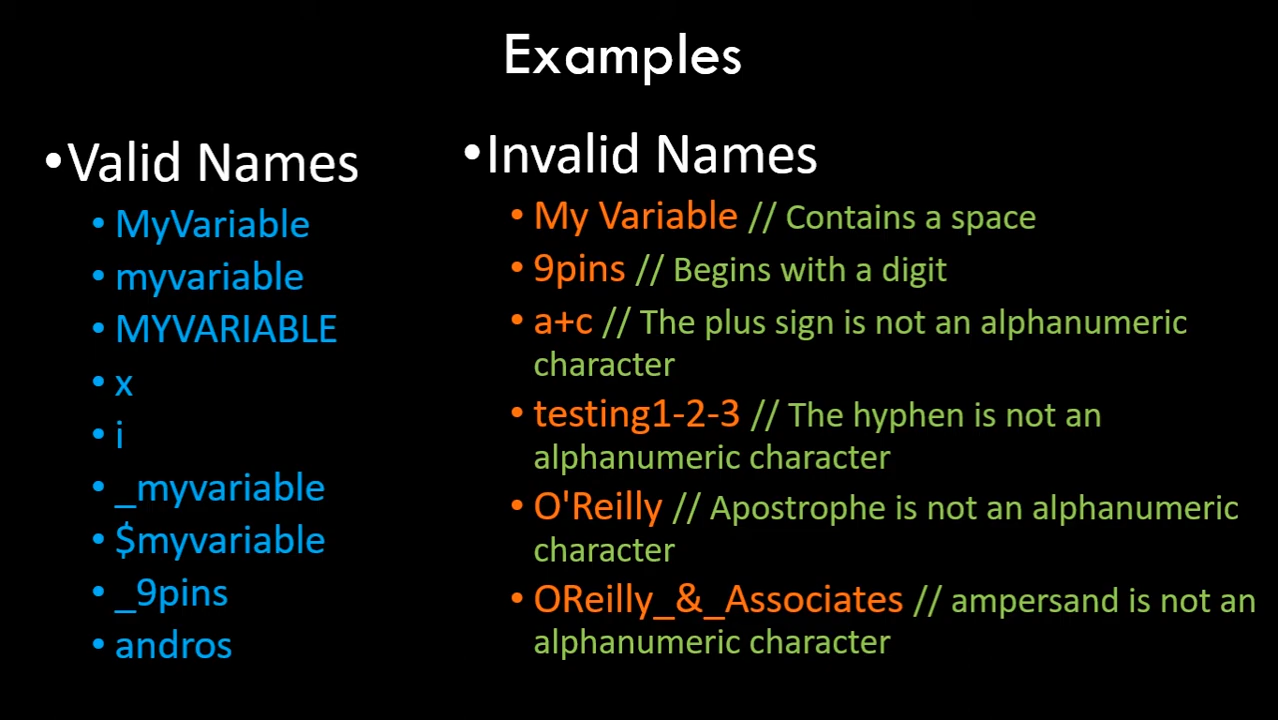 Examples
•Valid Names
• MyVariable
• myvariable
• MYVARIABLE
• x
• i
• _myvariable
• $myvariable
• _9pins
• andros
•Invalid Names
• My Variable // Contains a space
• 9pins // Begins with a digit
• a+c // The plus sign is not an alphanumeric
character
• testing1-2-3 // The hyphen is not an
alphanumeric character
• O'Reilly // Apostrophe is not an alphanumeric
character
• OReilly_&_Associates // ampersand is not an
alphanumeric character